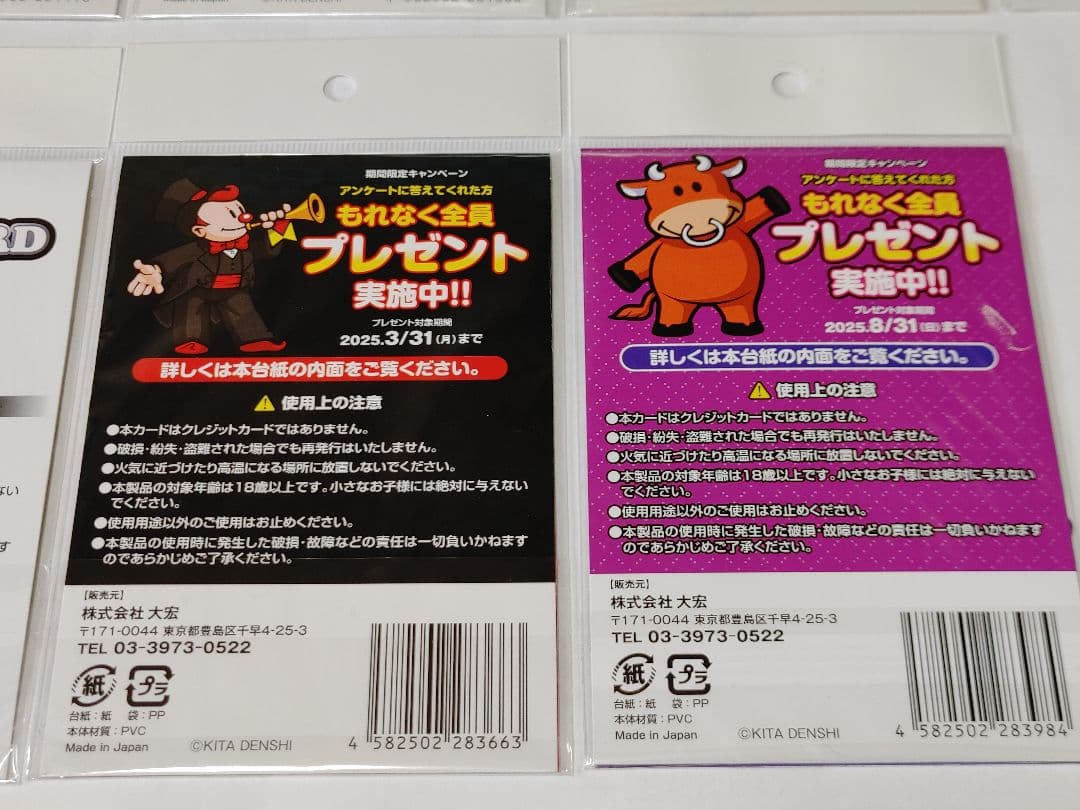 Made in Japan
©KITA DENSHI
RD
ない
す
期間限定キャンペーン
アンケートに答えてくれた方
もれなく全員
プレゼント
実施中!!
プレゼント対象期間
2025.3/31(月)まで
詳しくは本台紙の内面をご覧ください。
使用上の注意
●本カードはクレジットカードではありません。
●破損・紛失・盗難された場合でも再発行はいたしません。
●火気に近づけたり高温になる場所に放置しないでください。
●本製品の対象年齢は18歳以上です。小さなお子様には絶対に与えない
でください。
●使用用途以外のご使用はお止めください。
●本製品の使用時に発生した破損・故障などの責任は一切負いかねます
のであらかじめご了承ください。
【販売元】
株式会社 大宏
〒171-0044 東京都豊島区千早4-25-3
TEL 03-3973-0522
紙 プラ
台紙:紙 袋:PP
本体材質:PVC
Made in Japan
©KITA DENSHI
4 582502 283663
期間限定キャンペーン
アンケートに答えてくれた方
もれなく全員
プレゼント
実施中!!
プレゼント対象期間
2025.8/31(日)まで
詳しくは本台紙の内面をご覧ください。
使用上の注意
●本カードはクレジットカードではありません。
●破損・紛失・盗難された場合でも再発行はいたしません。
●火気に近づけたり高温になる場所に放置しないでください。
●本製品の対象年齢は18歳以上です。小さなお子様には絶対に与えない
でください。
●使用用途以外のご使用はお止めください。
●本製品の使用時に発生した破損・故障などの責任は一切負いかねます
のであらかじめご了承ください。
【販売元】
株式会社 大宏
〒171-0044 東京都豊島区千早4-25-3
TEL 03-3973-0522
紙 プラ
台紙:紙 袋:PP
本体材質:PVC
Made in Japan
©KITA DENSHI
4 582502 283984